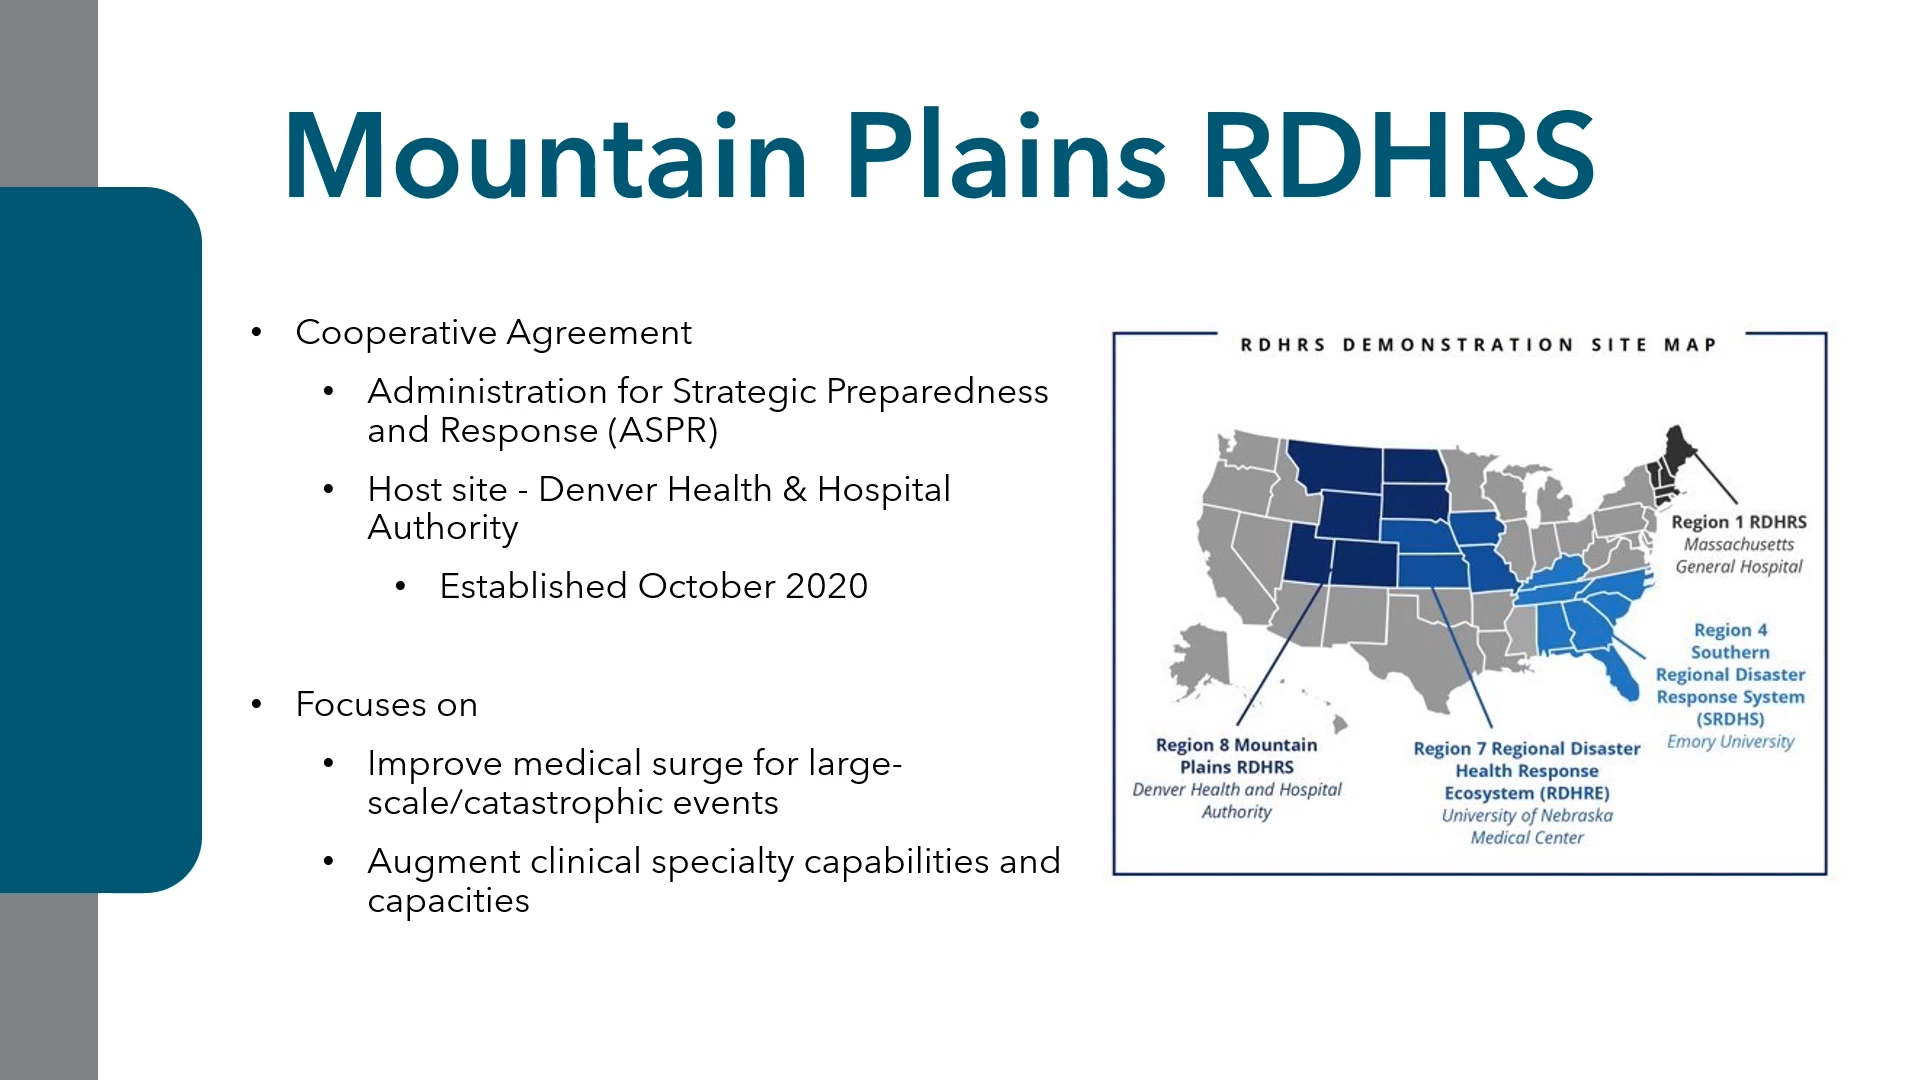 Mountain Plains RDHRS
• Cooperative Agreement
• Administration for Strategic Preparedness
and Response (ASPR)
• Host site - Denver Health & Hospital
Authority
• Established October 2020
• Focuses on
• Improve medical surge for large-
scale/catastrophic events
• Augment clinical specialty capabilities and
capacities
RDHRS DEMONSTRATION SITE MAP
Region 1 RDHRS
Massachusetts
General Hospital
Region 4
Southern
Regional Disaster
Response System
(SRDHS)
Emory University
Region 8 Mountain
Plains RDHRS
Denver Health and Hospital
Authority
Region 7 Regional Disaster
Health Response
Ecosystem (RDHRE)
University of Nebraska
Medical Center